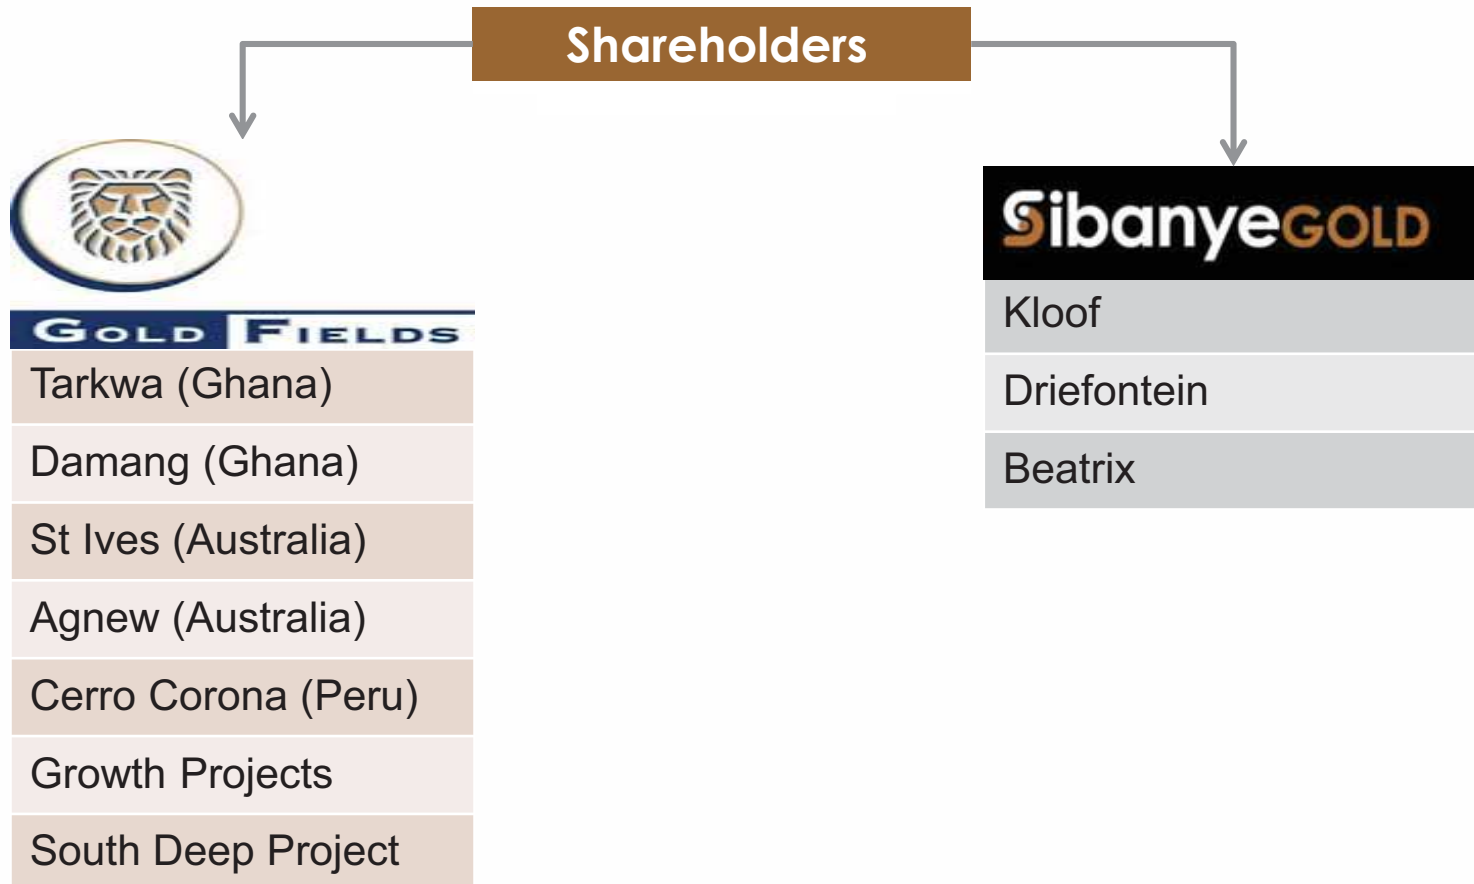 Shareholders
GOLD FIELDS
Tarkwa (Ghana)
Damang (Ghana)
St Ives (Australia)
Agnew (Australia)
Cerro Corona (Peru)
Growth Projects
South Deep Project
SibanyeGOLD
Kloof
Driefontein
Beatrix